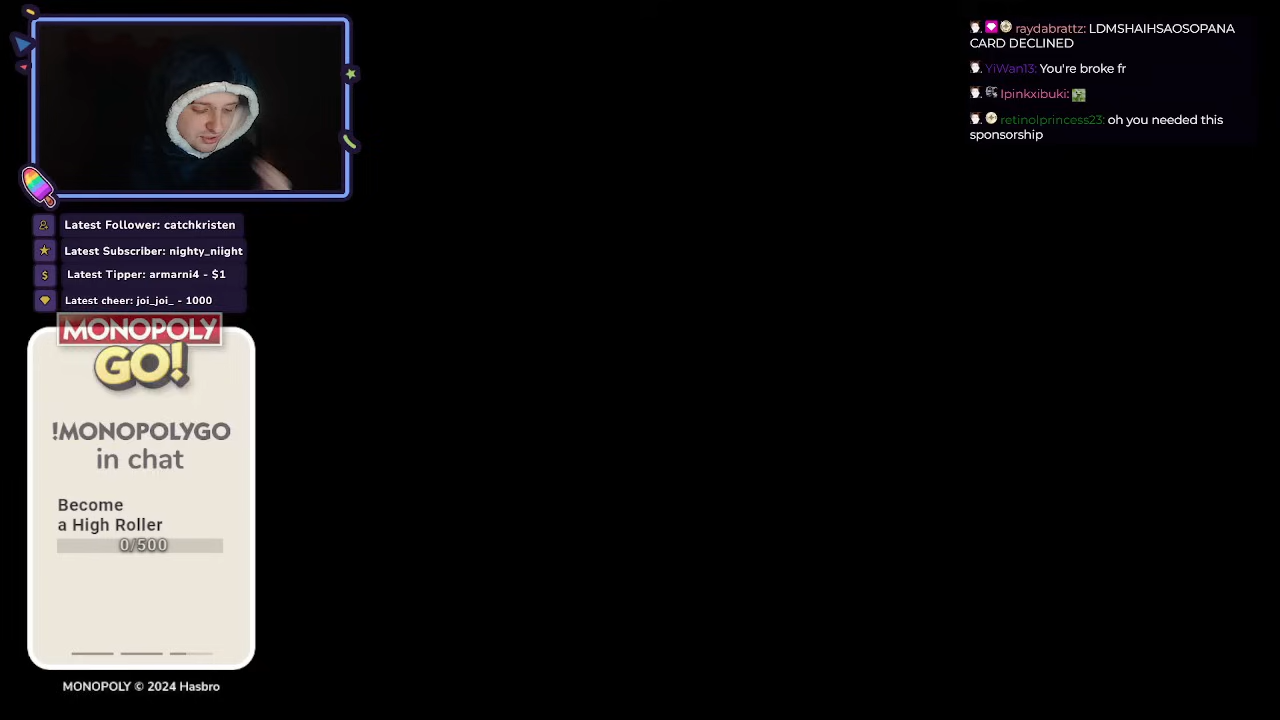 raydabrattz: LDMSHAIHSAOSOPANA
CARD DECLINED
YiWan13: You're broke fr
lpinkxibuki:
retinolprincess23: oh you needed this
sponsorship
Latest Follower: catchkristen
Latest Subscriber: nighty_niight
Latest Tipper: armarni4 - $1
Latest cheer: joi_joi_ - 1000
MONOPOLY
GO!
!MONOPOLYGO
in chat
Become
a High Roller
0/500
MONOPOLY © 2024 Hasbro